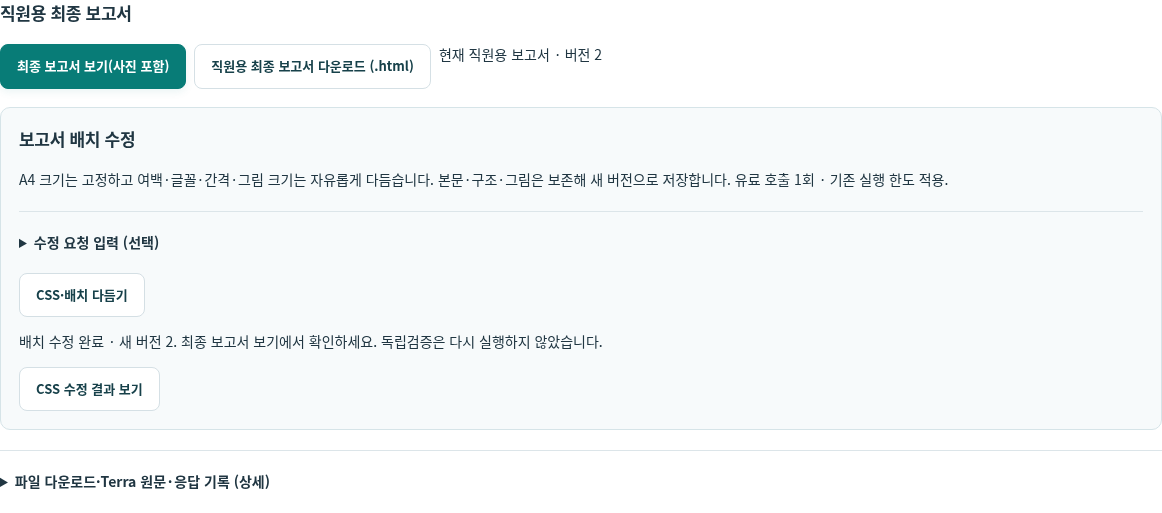 직원용 최종 보고서
최종 보고서 보기(사진 포함)
직원용 최종 보고서 다운로드 (.html)
현재 직원용 보고서 · 버전 2
보고서 배치 수정
A4 크기는 고정하고 여백·글꼴·간격·그림 크기는 자유롭게 다듬습니다. 본문·구조·그림은 보존해 새 버전으로 저장합니다. 유료 호출 1회 · 기존 실행 한도 적용.
▶ 수정 요청 입력 (선택)
CSS·배치 다듬기
배치 수정 완료 · 새 버전 2. 최종 보고서 보기에서 확인하세요. 독립검증은 다시 실행하지 않았습니다.
CSS 수정 결과 보기
▶ 파일 다운로드·Terra 원문·응답 기록 (상세)